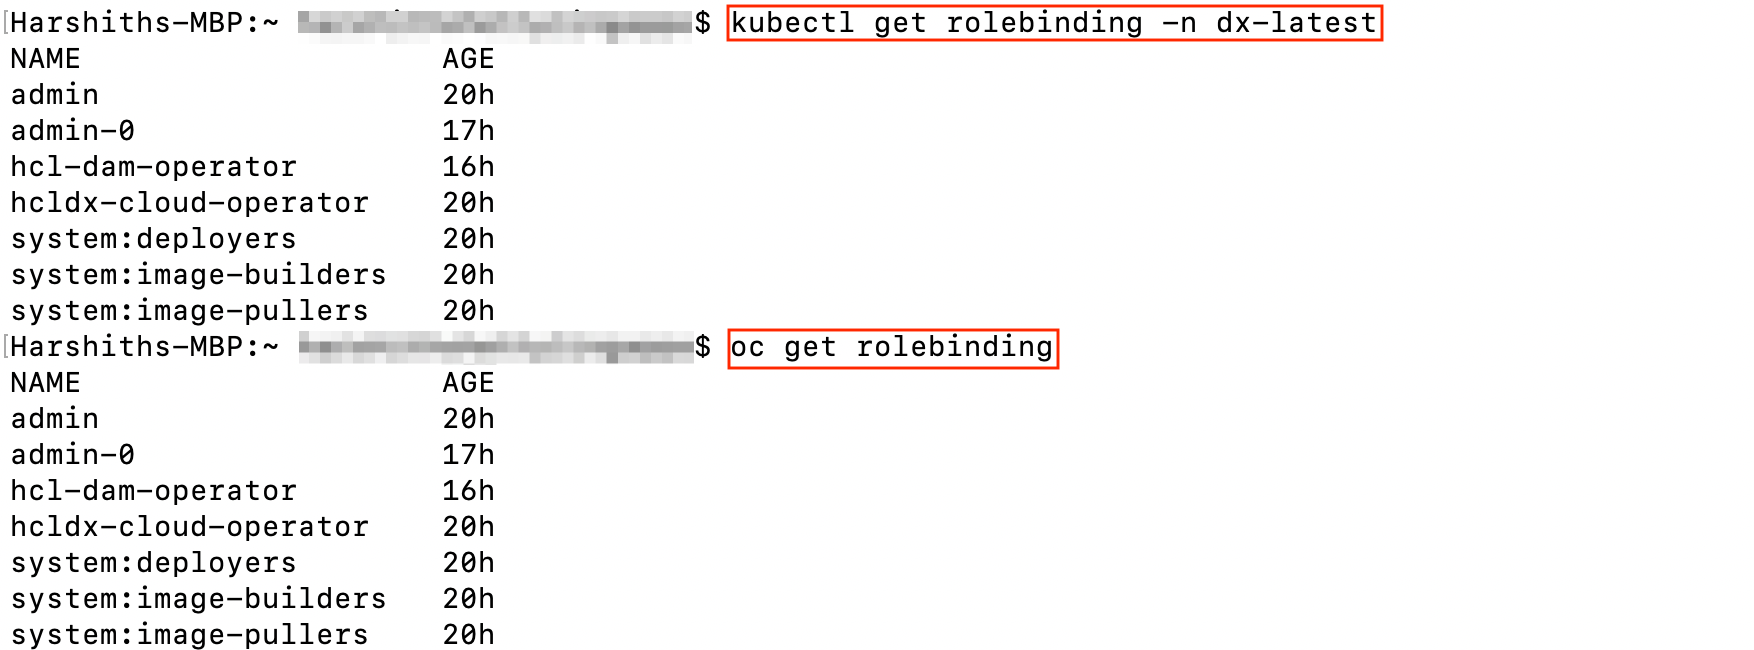 Harshiths-MBP:~ $ kubectl get rolebinding -n dx-latest
NAME AGE
admin 20h
admin-0 17h
hcl-dam-operator 16h
hcldx-cloud-operator 20h
system:deployers 20h
system:image-builders 20h
system:image-pullers 20h
Harshiths-MBP:~ $ oc get rolebinding
NAME AGE
admin 20h
admin-0 17h
hcl-dam-operator 16h
hcldx-cloud-operator 20h
system:deployers 20h
system:image-builders 20h
system:image-pullers 20h